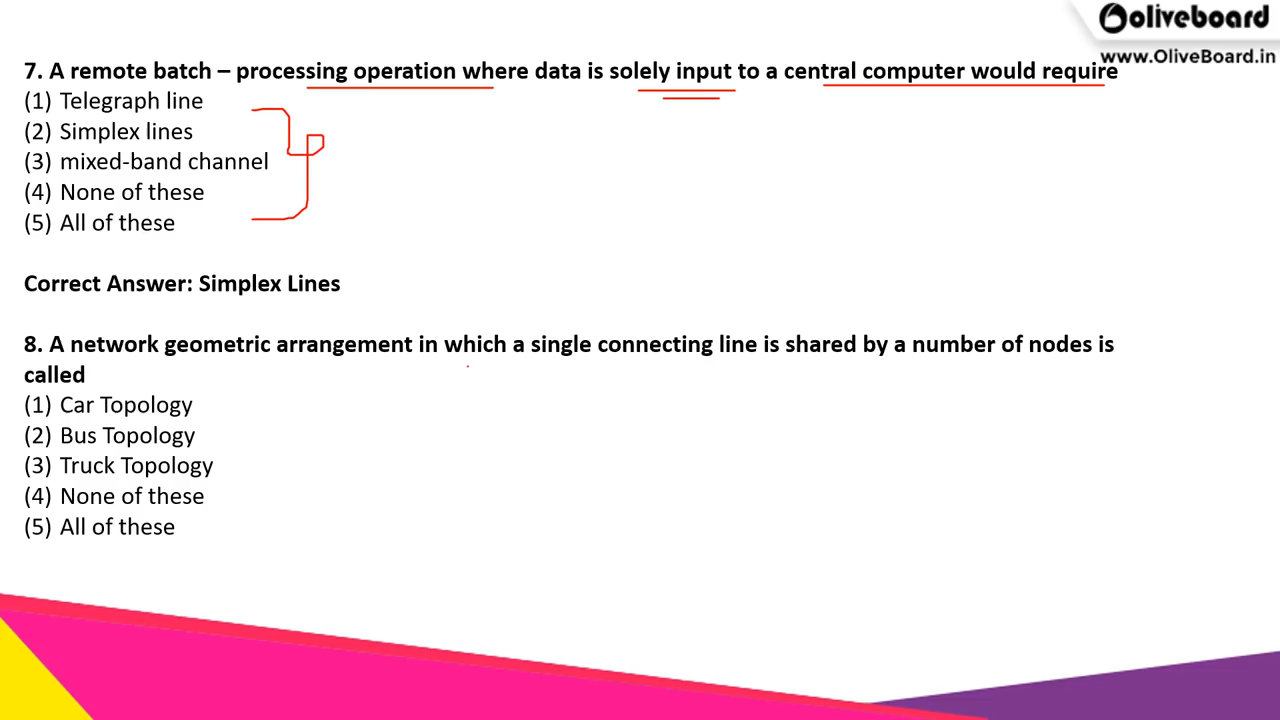 oliveboard
www.OliveBoard.in
7. A remote batch – processing operation where data is solely input to a central computer would require
(1) Telegraph line
(2) Simplex lines
(3) mixed-band channel
(4) None of these
(5) All of these
Correct Answer: Simplex Lines
8. A network geometric arrangement in which a single connecting line is shared by a number of nodes is
called
(1) Car Topology
(2) Bus Topology
(3) Truck Topology
(4) None of these
(5) All of these